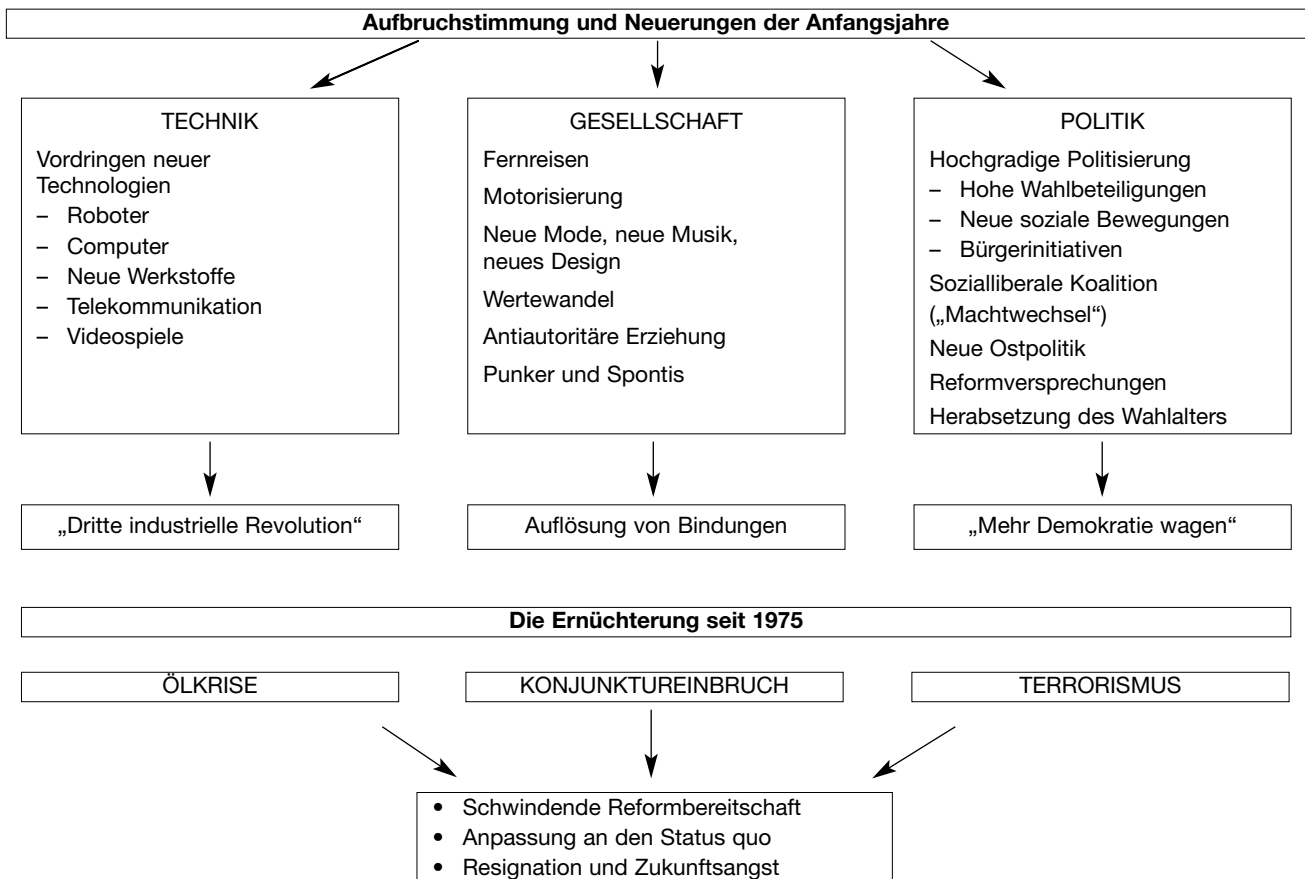 Aufbruchstimmung und Neuerungen der Anfangsjahre
TECHNIK
Vordringen neuer
Technologien
– Roboter
– Computer
– Neue Werkstoffe
– Telekommunikation
– Videospiele
GESELLSCHAFT
Fernreisen
Motorisierung
Neue Mode, neue Musik,
neues Design
Wertewandel
Antiautoritäre Erziehung
Punker und Spontis
POLITIK
Hochgradige Politisierung
– Hohe Wahlbeteiligungen
– Neue soziale Bewegungen
– Bürgerinitiativen
Sozialliberale Koalition
(„Machtwechsel“)
Neue Ostpolitik
Reformversprechungen
Herabsetzung des Wahlalters
„Dritte industrielle Revolution“
Auflösung von Bindungen
„Mehr Demokratie wagen“
Die Ernüchterung seit 1975
ÖLKRISE
KONJUNKTUREINBRUCH
TERRORISMUS
• Schwindende Reformbereitschaft
• Anpassung an den Status quo
• Resignation und Zukunftsangst